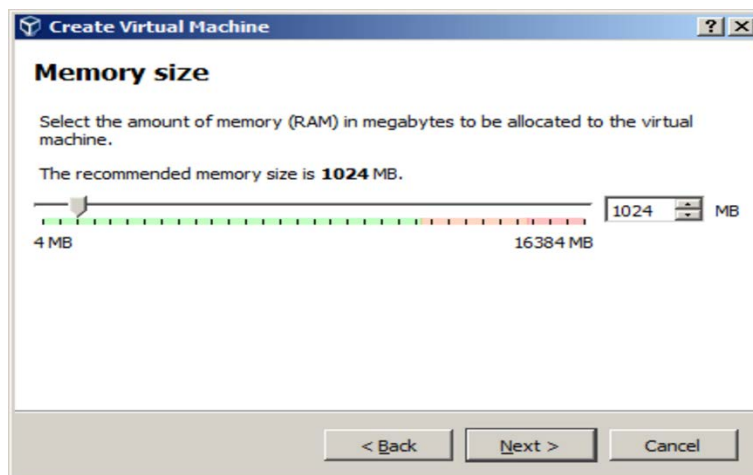 Create Virtual Machine
Memory size
Select the amount of memory (RAM) in megabytes to be allocated to the virtual
machine.
The recommended memory size is 1024 MB.
1024 MB
4 MB 16384 MB
< Back Next > Cancel